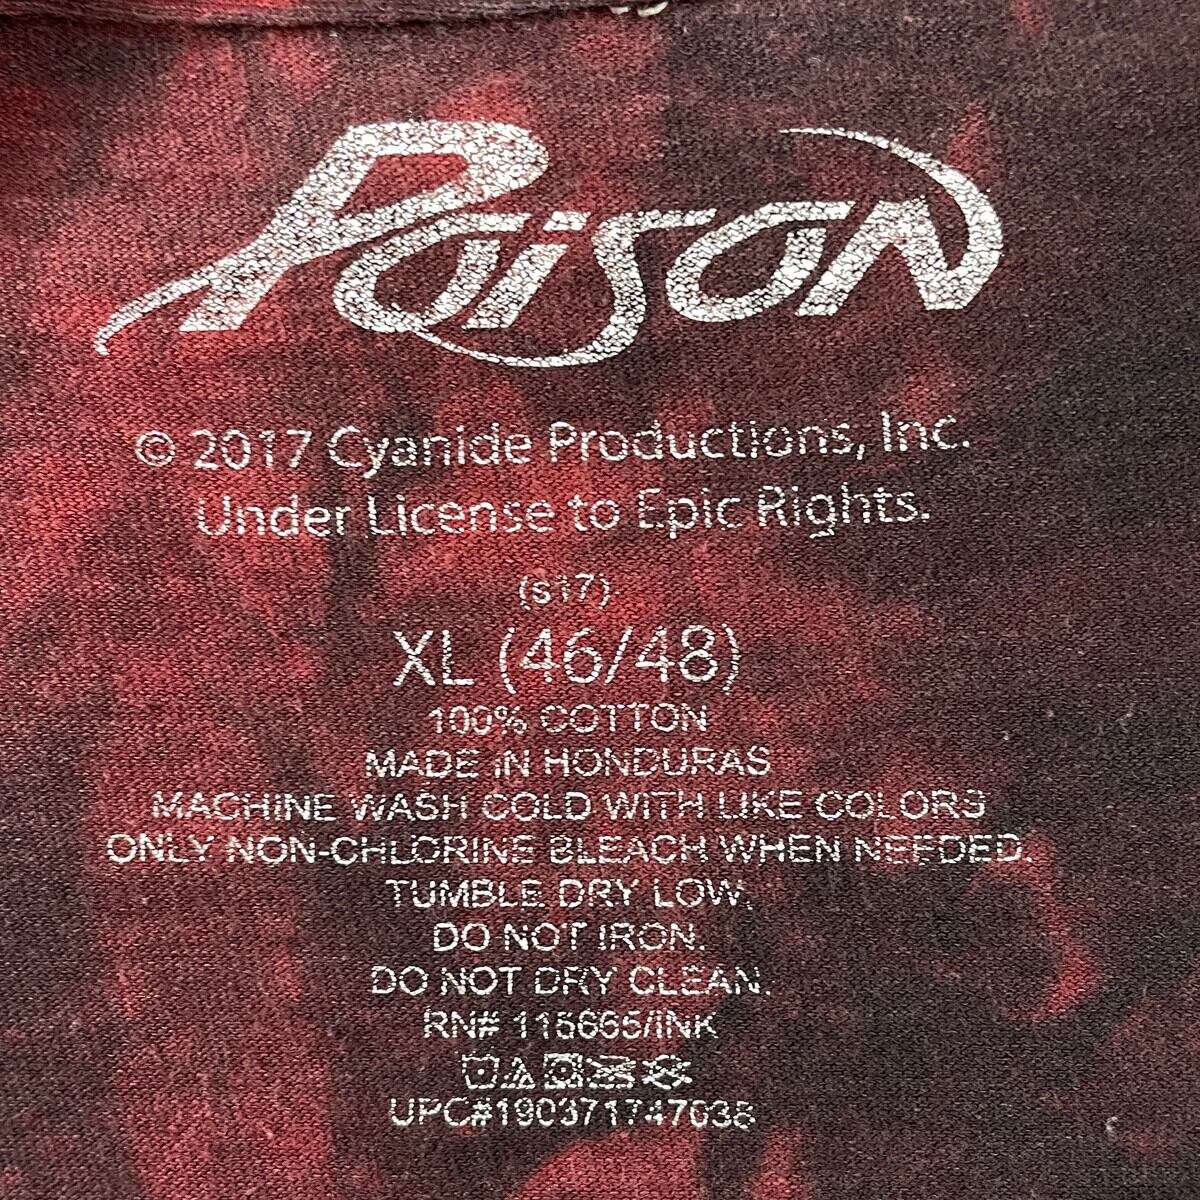 Poison
© 2017 Cyanide Productions, Inc.
Under License to Epic Rights.
(s17)
XL (46/48)
100% COTTON
MADE IN HONDURAS
MACHINE WASH COLD WITH LIKE COLORS
ONLY NON-CHLORINE BLEACH WHEN NEEDED.
TUMBLE DRY LOW.
DO NOT IRON.
DO NOT DRY CLEAN.
RN# 115665/INK
UPC#190371747038